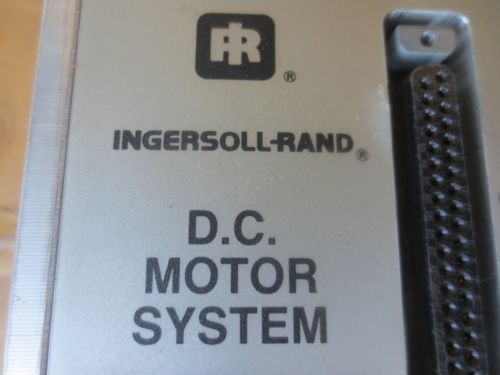 IR ®
INGERSOLL-RAND ®
D.C.
MOTOR
SYSTEM